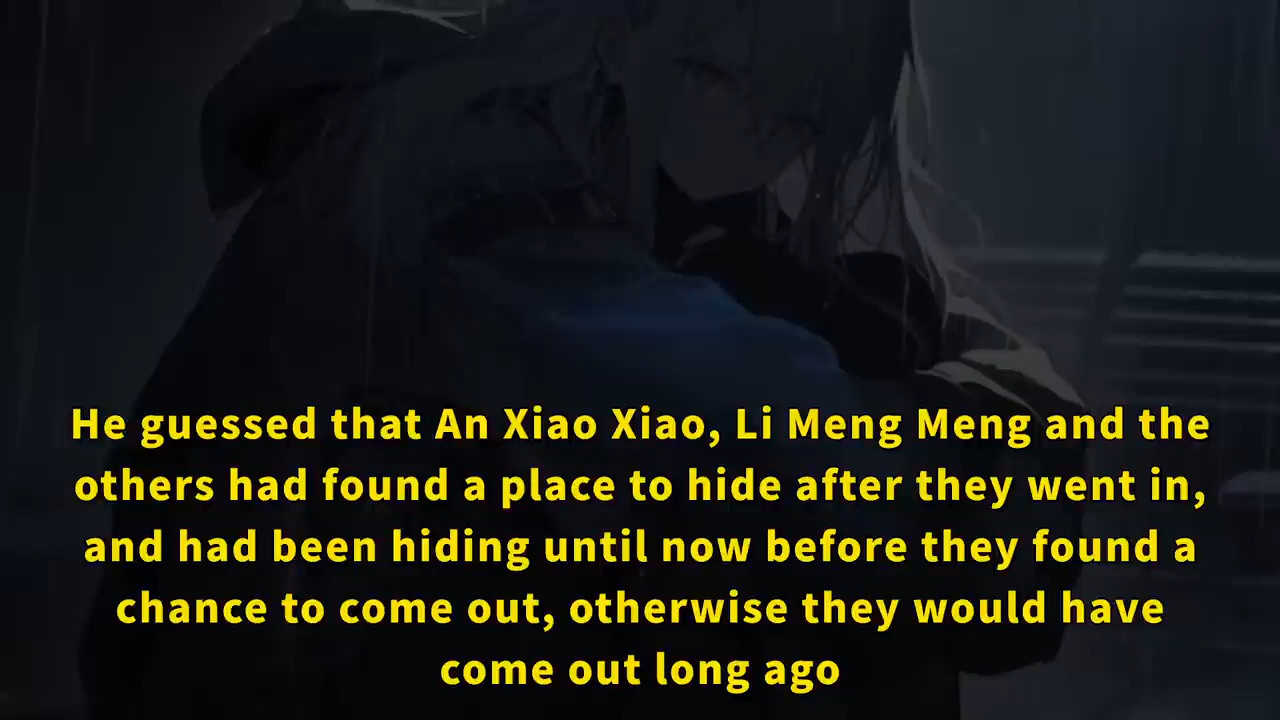 He guessed that An Xiao Xiao, Li Meng Meng and the
others had found a place to hide after they went in,
and had been hiding until now before they found a
chance to come out, otherwise they would have
come out long ago